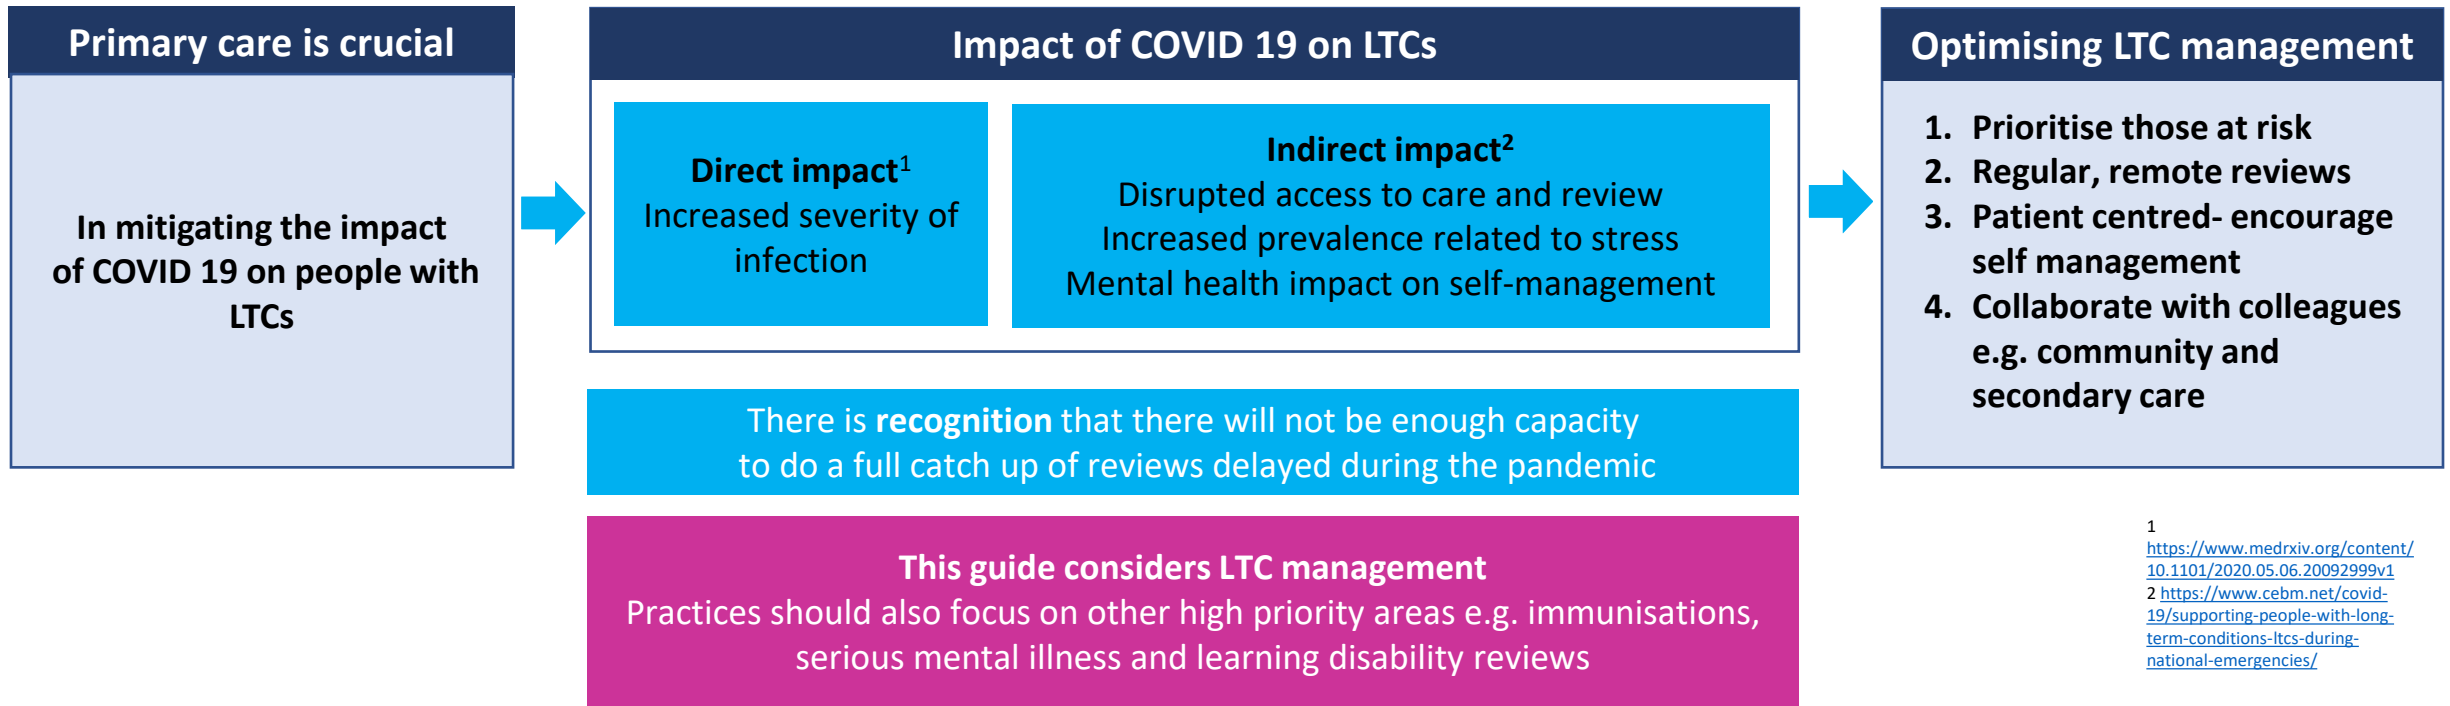 Primary care is crucial
In mitigating the impact
of COVID 19 on people with
LTCs
Impact of COVID 19 on LTCs
Direct impact1
Increased severity of
infection
Indirect impact2
Disrupted access to care and review
Increased prevalence related to stress
Mental health impact on self-management
There is recognition that there will not be enough capacity
to do a full catch up of reviews delayed during the pandemic
This guide considers LTC management
Practices should also focus on other high priority areas e.g. immunisations,
serious mental illness and learning disability reviews
Optimising LTC management
1. Prioritise those at risk
2. Regular, remote reviews
3. Patient centred- encourage
self management
4. Collaborate with colleagues
e.g. community and
secondary care
1
https://www.medrxiv.org/content/
10.1101/2020.05.06.20092999v1
2 https://www.cebm.net/covid-
19/supporting-people-with-long-
term-conditions-ltcs-during-
national-emergencies/